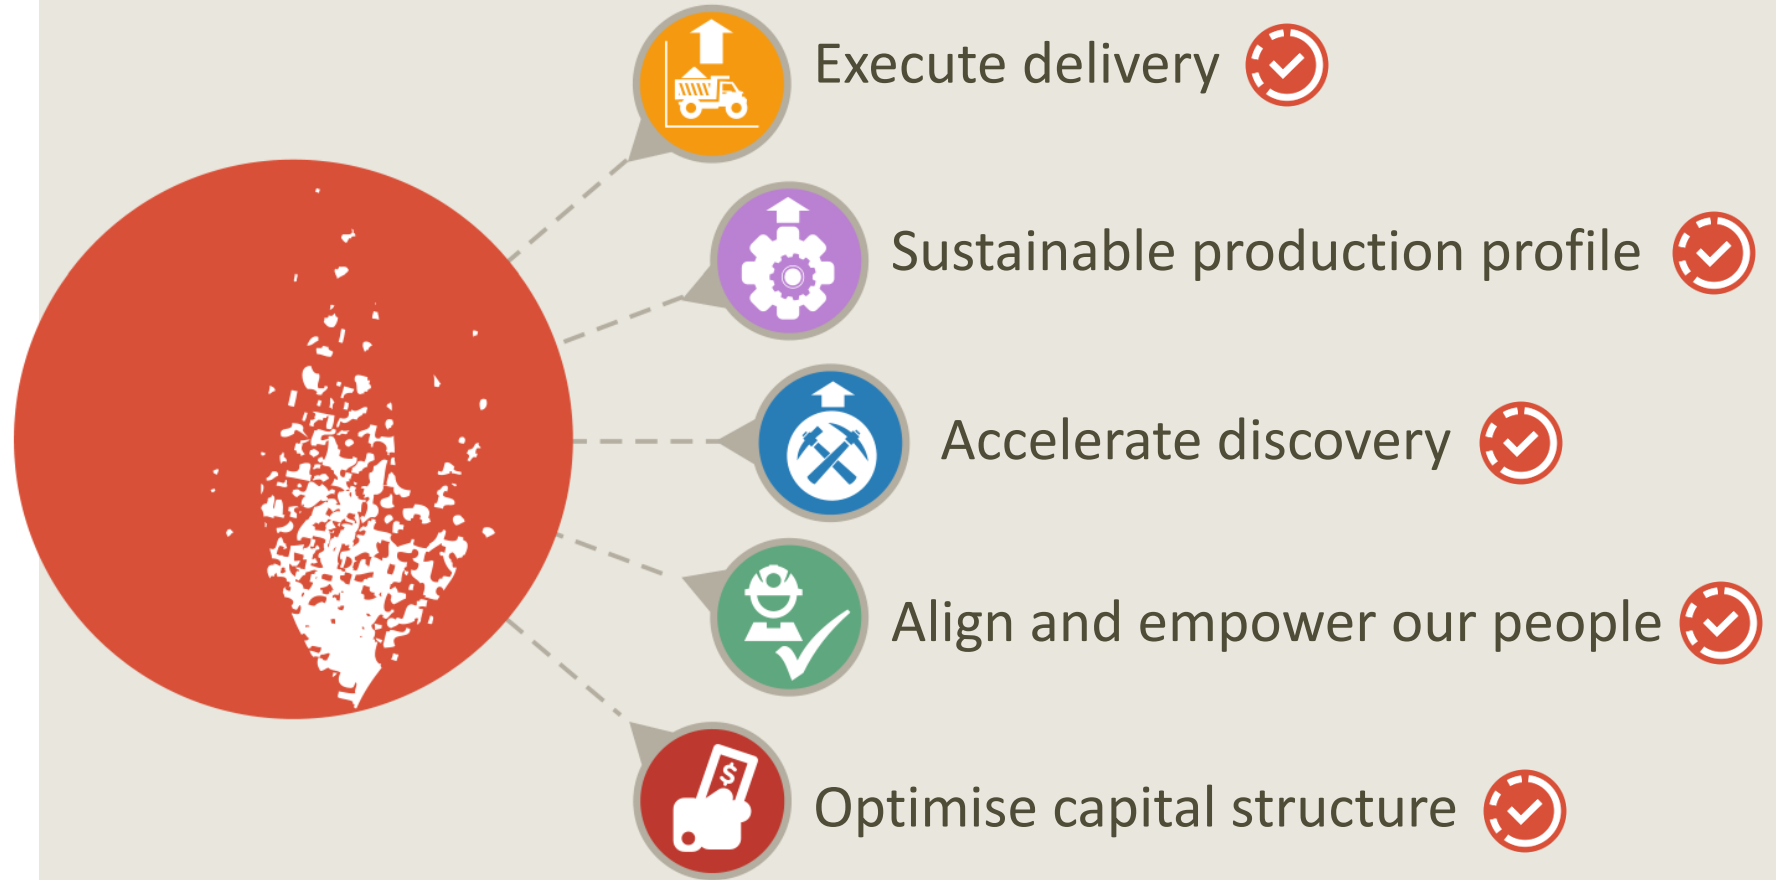 Execute delivery
Sustainable production profile
Accelerate discovery
Align and empower our people
$
Optimise capital structure